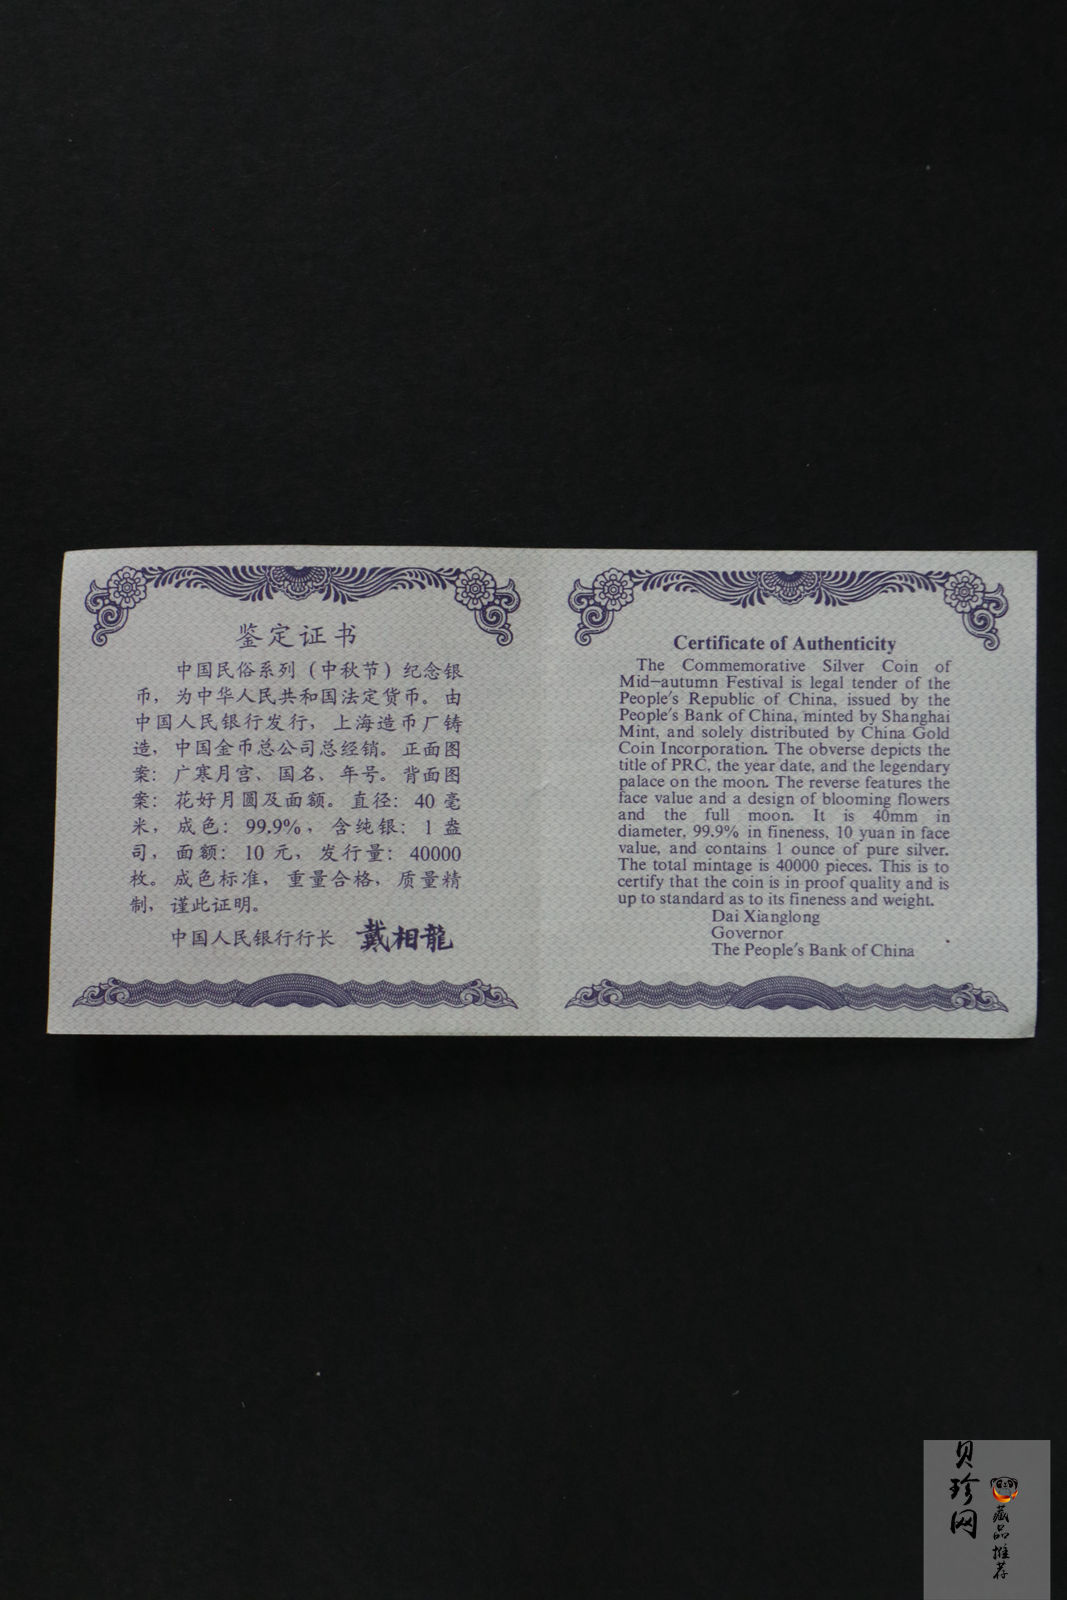 鉴定证书
中国民俗系列（中秋节）纪念银
币，为中华人民共和国法定货币。由
中国人民银行发行，上海造币厂铸
造，中国金币总公司总经销。正面图
案：广寒月宫、国名、年号。背面图
案：花好月圆及面额。直径：40 毫
米，成色：99.9%，含纯银：1 盎
司，面额：10 元，发行量：40000
枚。成色标准，重量合格，质量精
制，谨此证明。
中国人民银行行长 戴相龍
Certificate of Authenticity
The Commemorative Silver Coin of
Mid-autumn Festival is legal tender of the
People's Republic of China, issued by the
People's Bank of China, minted by Shanghai
Mint, and solely distributed by China Gold
Coin Incorporation. The obverse depicts the
title of PRC, the year date, and the legendary
palace on the moon. The reverse features the
face value and a design of blooming flowers
and the full moon. It is 40mm in
diameter, 99.9% in fineness, 10 yuan in face
value, and contains 1 ounce of pure silver.
The total mintage is 40000 pieces. This is to
certify that the coin is in proof quality and is
up to standard as to its fineness and weight.
Dai Xianglong
Governor
The People's Bank of China
贝珍网
藏品推荐